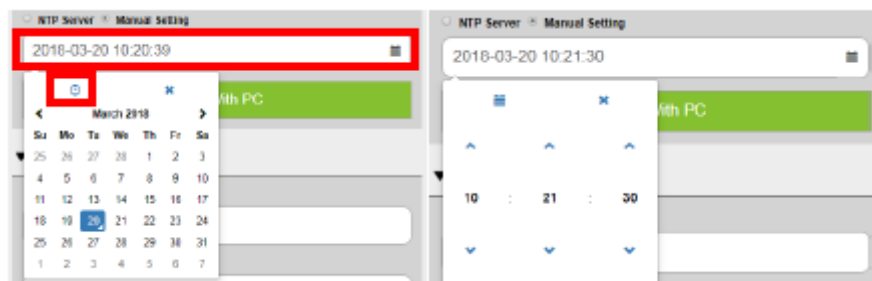 NTP Server Manual Setting
2018-03-20 10:20:39
With PC
March 2018
Su Mo Tu We Th Fr Sa
25 26 27 28 1 2 3
4 5 6 7 8 9 10
11 12 13 14 15 16 17
18 19 20 21 22 23 24
25 26 27 28 29 30 31
1 2 3 4 5 6 7
NTP Server Manual Setting
2018-03-20 10:21:30
With PC
10 : 21 : 30